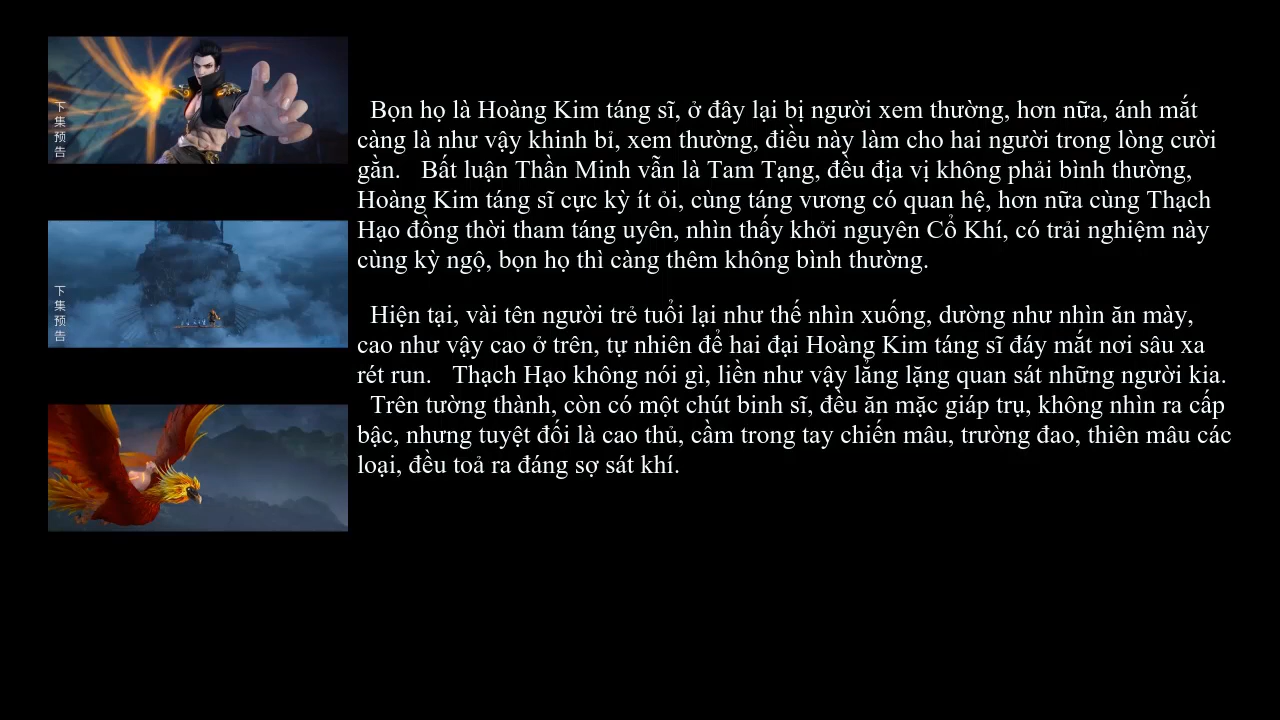 下集预告
Bọn họ là Hoàng Kim táng sĩ, ở đây lại bị người xem thường, hơn nữa, ánh mắt
càng là như vậy khinh bỉ, xem thường, điều này làm cho hai người trong lòng cười
gằn.   Bất luận Thần Minh vẫn là Tam Tạng, đều địa vị không phải bình thường,
Hoàng Kim táng sĩ cực kỳ ít ỏi, cùng táng vương có quan hệ, hơn nữa cùng Thạch
Hạo đồng thời tham táng uyên, nhìn thấy khởi nguyên Cổ Khí, có trải nghiệm này
cùng kỳ ngộ, bọn họ thì càng thêm không bình thường.
下集预告
Hiện tại, vài tên người trẻ tuổi lại như thế nhìn xuống, dường như nhìn ăn mày,
cao như vậy cao ở trên, tự nhiên để hai đại Hoàng Kim táng sĩ đáy mắt nơi sâu xa
rét run.   Thạch Hạo không nói gì, liền như vậy lẳng lặng quan sát những người kia.
Trên tường thành, còn có một chút binh sĩ, đều ăn mặc giáp trụ, không nhìn ra cấp
bậc, nhưng tuyệt đối là cao thủ, cầm trong tay chiến mâu, trường đao, thiên mâu các
loại, đều toả ra đáng sợ sát khí.